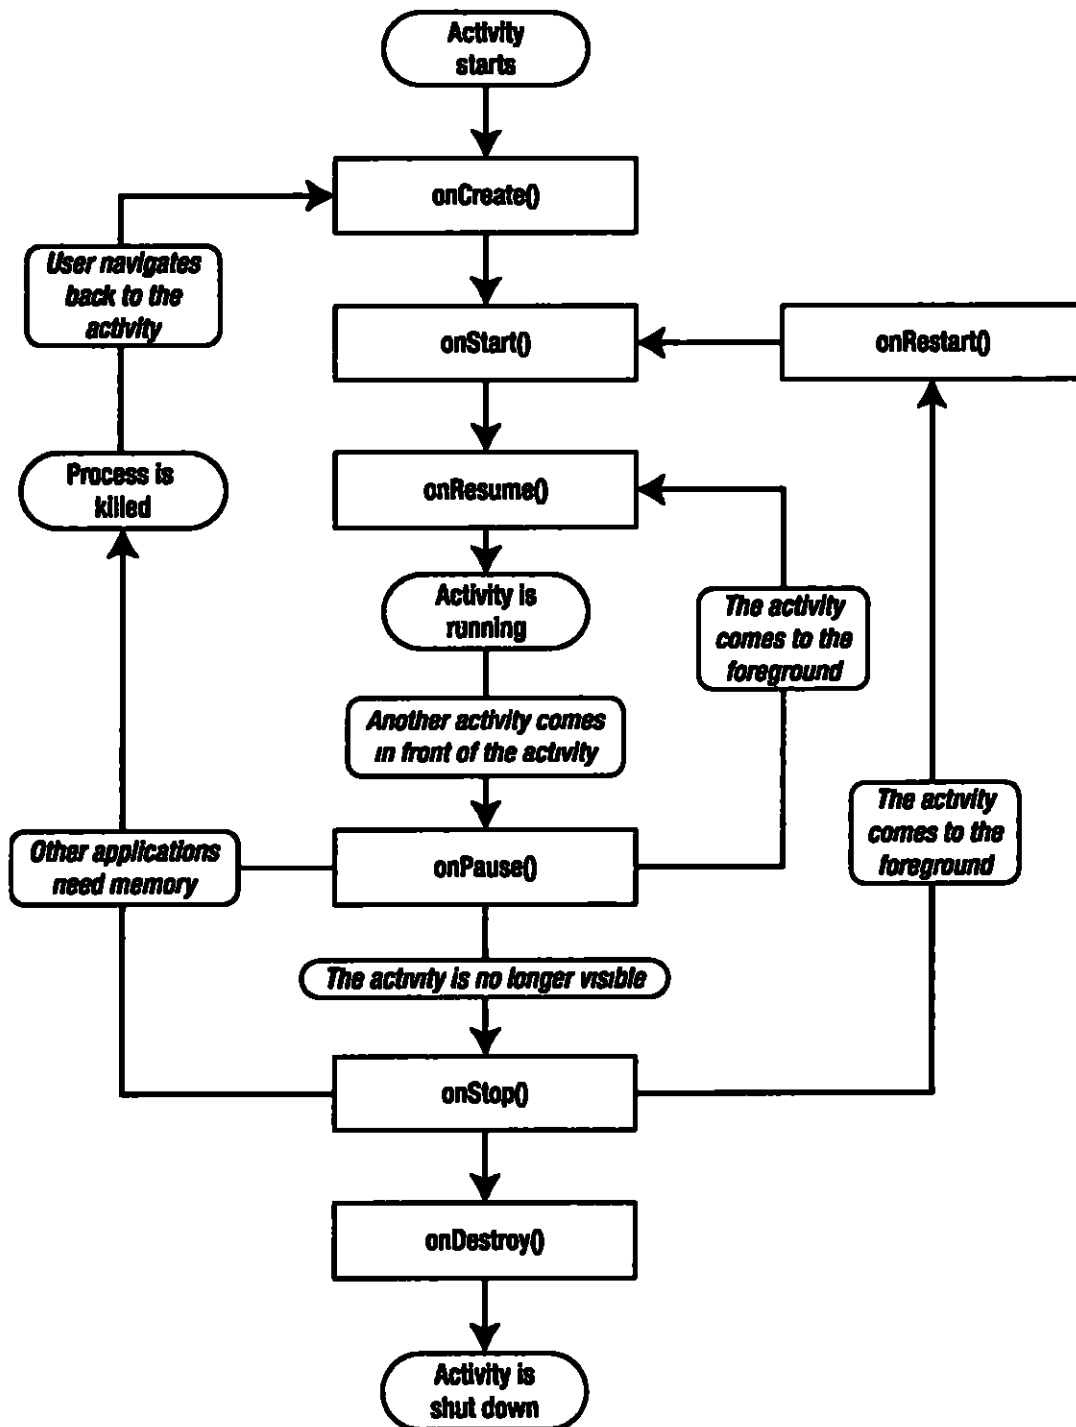 Activity
starts
onCreate()
User navigates
back to the
activity
onStart()
onRestart()
Process is
killed
onResume()
Activity is
running
The activity
comes to the
foreground
Another activity comes
in front of the activity
The activity
comes to the
foreground
Other applications
need memory
onPause()
The activity is no longer visible
onStop()
onDestroy()
Activity is
shut down